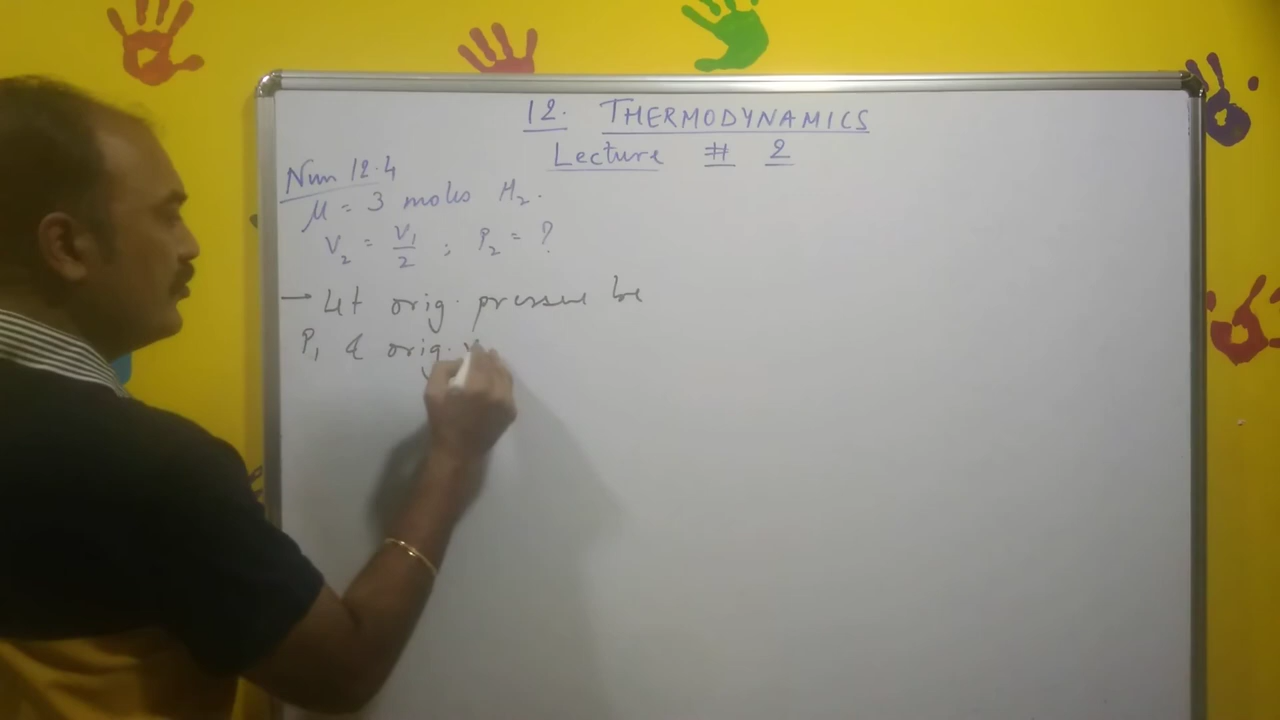 12. THERMODYNAMICS
Lecture # 2
Num 12.4
μ = 3 moles H₂.
V₂ = V₁/2 ; P₂ = ?
→ Let orig. pressure be
P₁ & orig.